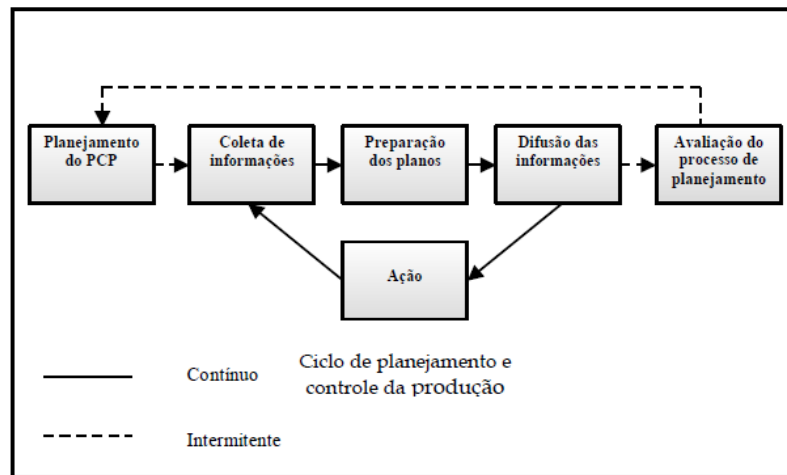 Planejamento
do PCP
Coleta de
informações
Preparação
dos planos
Difusão das
informações
Avaliação do
processo de
planejamento
Ação
Contínuo
Ciclo de planejamento e
controle da produção
Intermitente